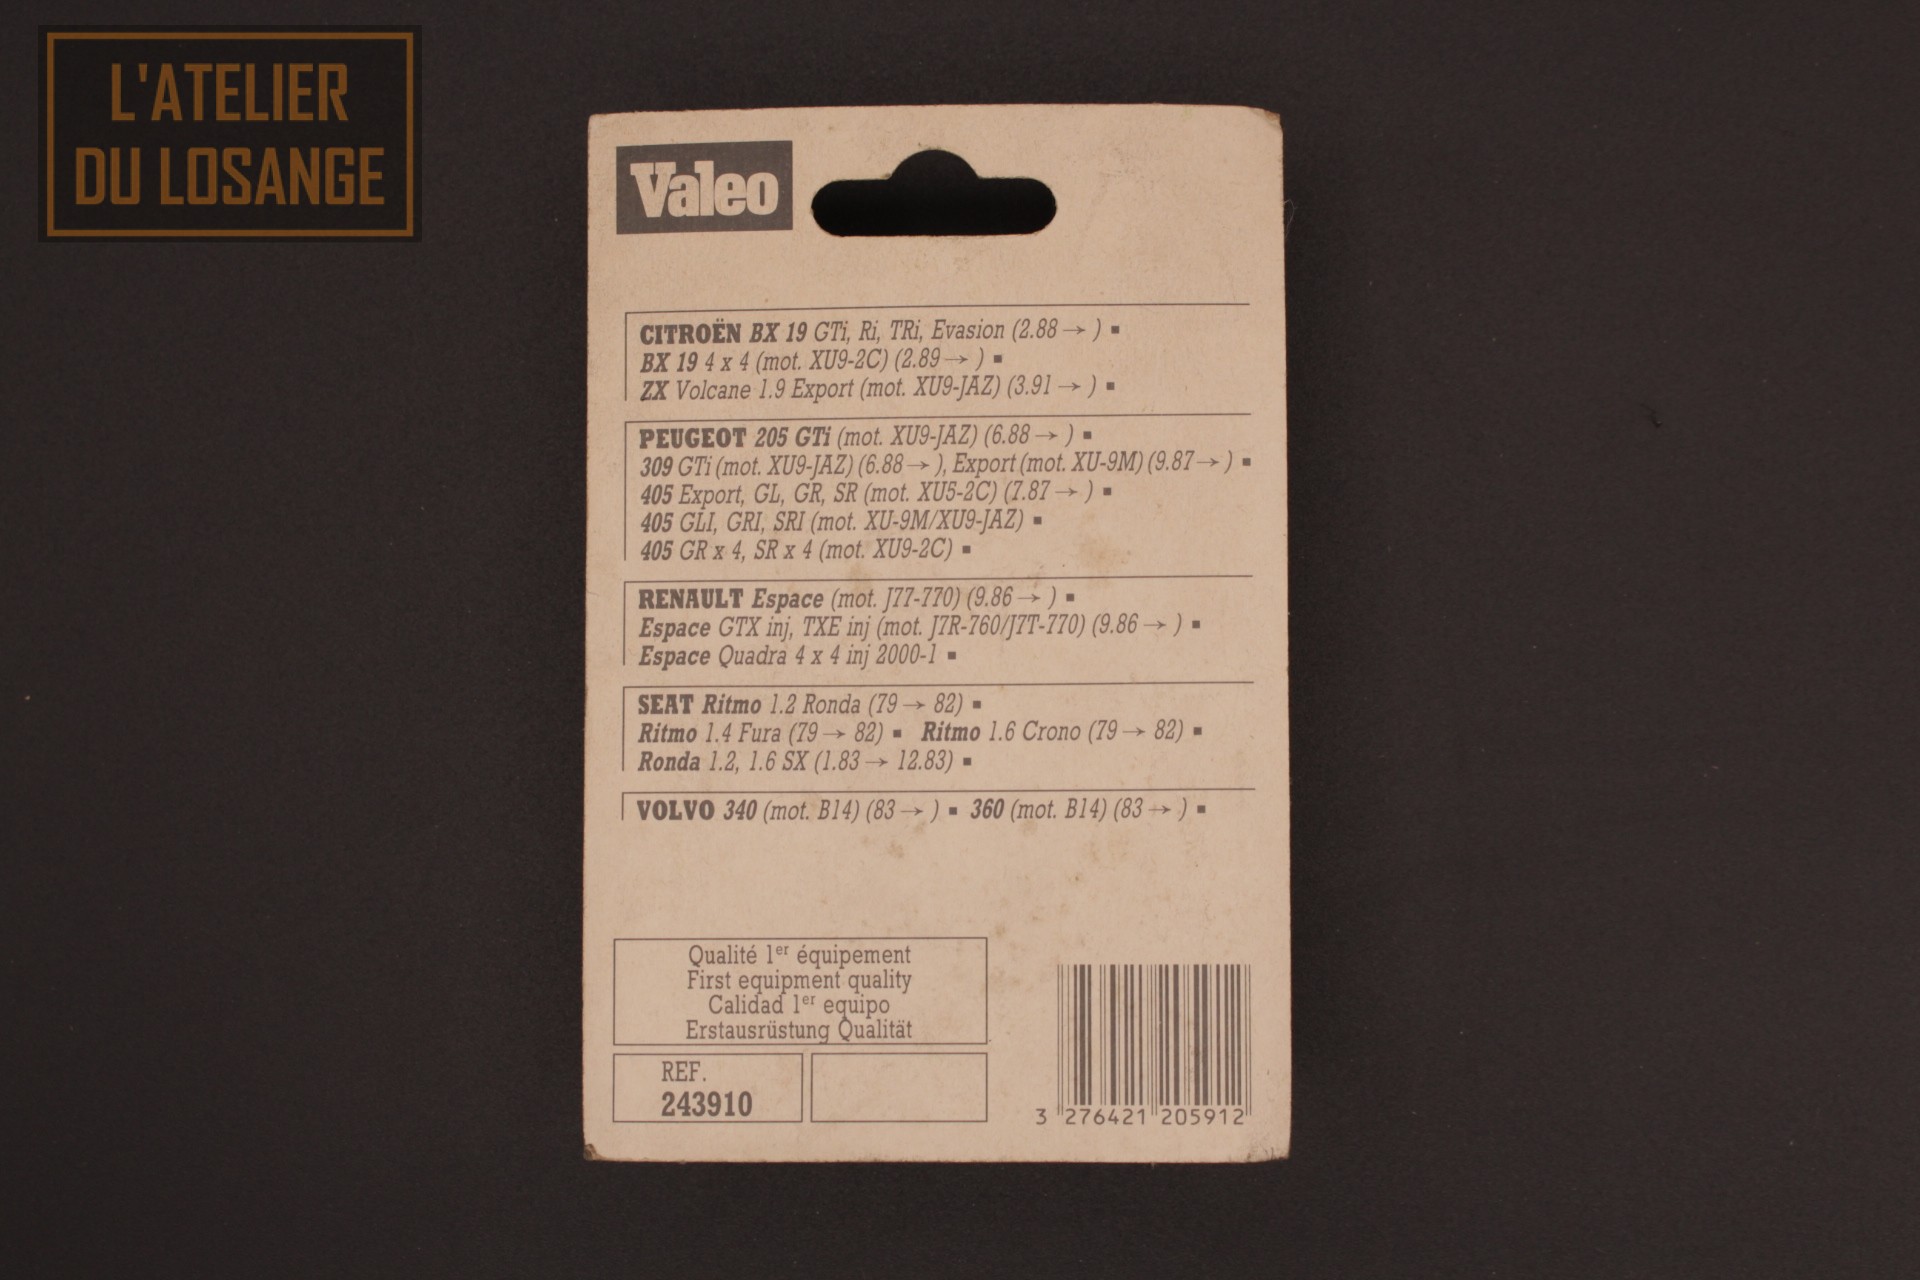 L'ATELIER
DU LOSANGE
Valeo
CITROËN BX 19 GTi, Ri, TRi, Evasion (2.88 → ) ▪
BX 19 4 x 4 (mot. XU9-2C) (2.89 → ) ▪
ZX Volcane 1.9 Export (mot. XU9-JAZ) (3.91 → ) ▪
PEUGEOT 205 GTi (mot. XU9-JAZ) (6.88 → ) ▪
309 GTi (mot. XU9-JAZ) (6.88 → ), Export (mot. XU-9M) (9.87 → ) ▪
405 Export, GL, GR, SR (mot. XU5-2C) (7.87 → ) ▪
405 GLI, GRI, SRI (mot. XU-9M/XU9-JAZ) ▪
405 GR x 4, SR x 4 (mot. XU9-2C) ▪
RENAULT Espace (mot. J77-770) (9.86 → ) ▪
Espace GTX inj, TXE inj (mot. J7R-760/J7T-770) (9.86 → ) ▪
Espace Quadra 4 x 4 inj 2000-1 ▪
SEAT Ritmo 1.2 Ronda (79 → 82) ▪
Ritmo 1.4 Fura (79 → 82) ▪ Ritmo 1.6 Crono (79 → 82) ▪
Ronda 1.2, 1.6 SX (1.83 → 12.83) ▪
VOLVO 340 (mot. B14) (83 → ) ▪ 360 (mot. B14) (83 → ) ▪
Qualité 1er équipement
First equipment quality
Calidad 1er equipo
Erstausrüstung Qualität
REF.
243910
3 276421 205912